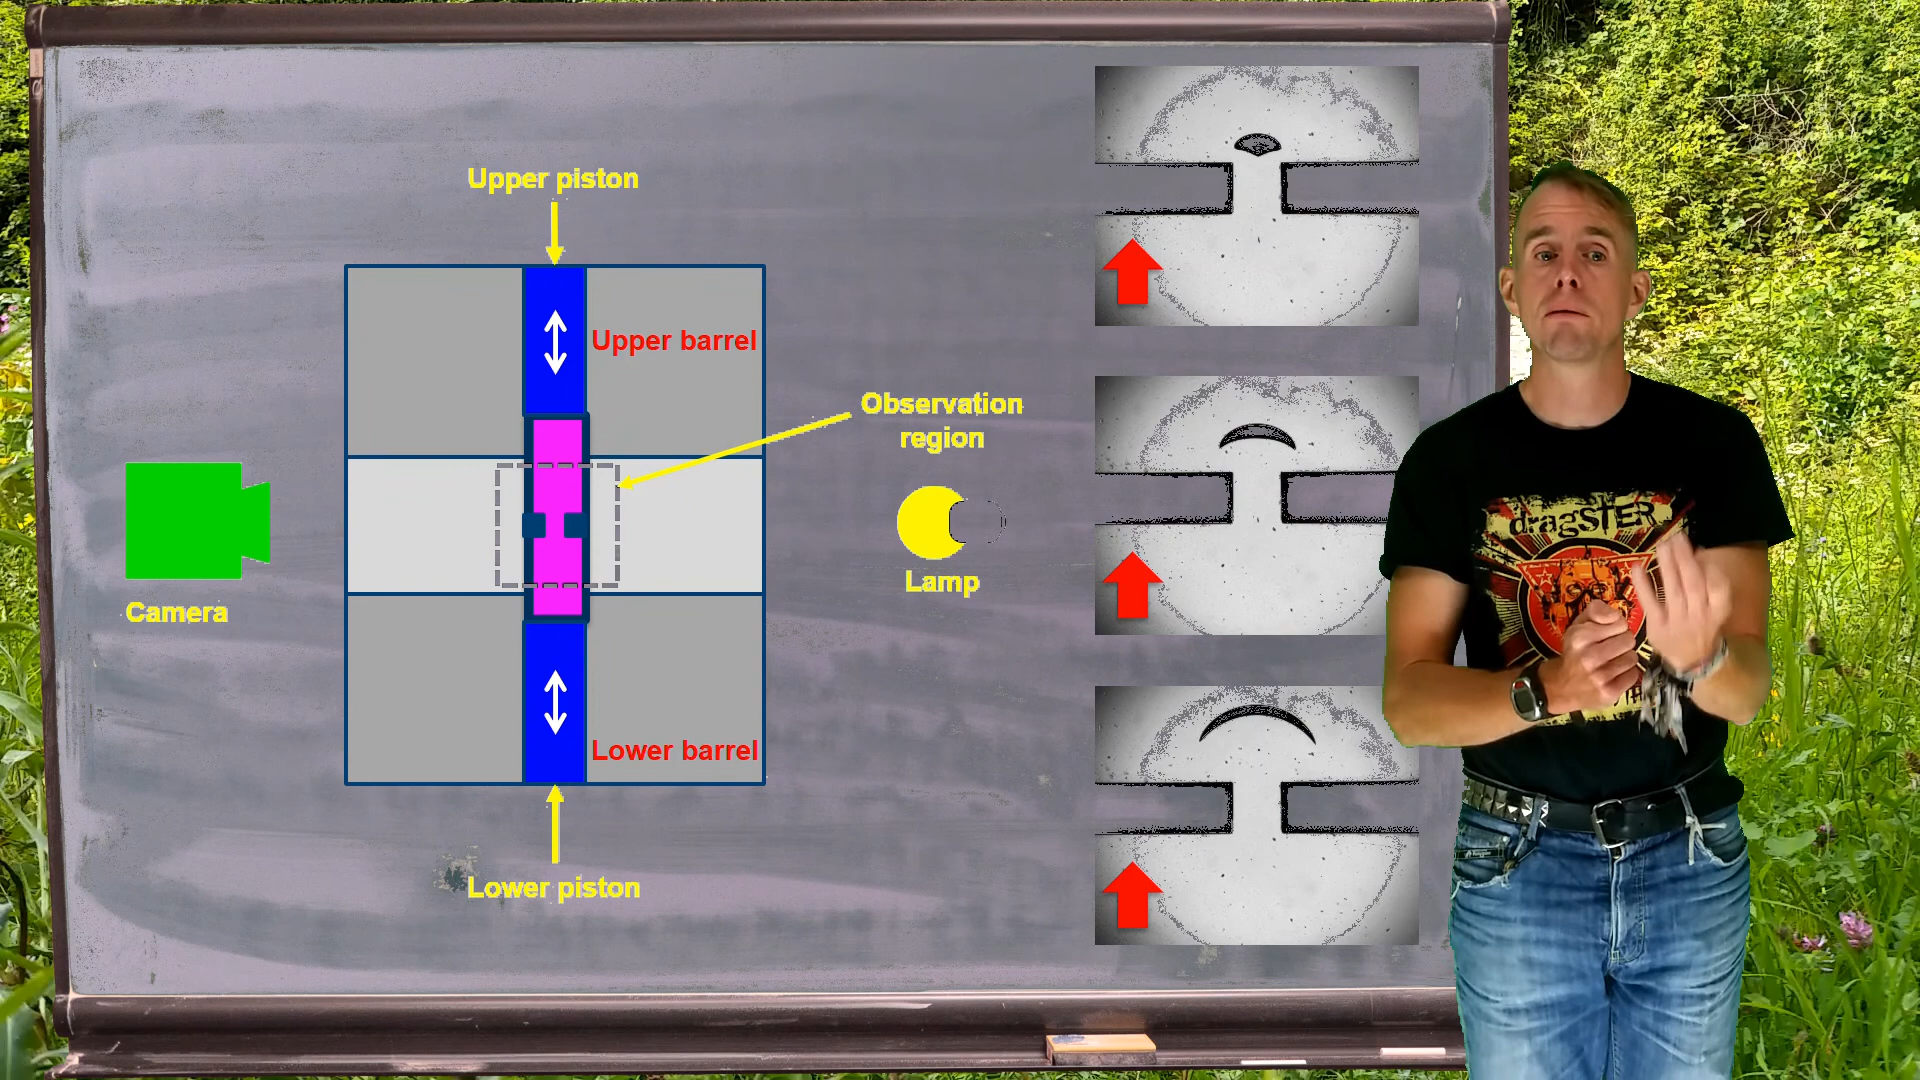 Upper piston
Upper barrel
Observation
region
Camera
Lamp
Lower barrel
Lower piston
dragSTER